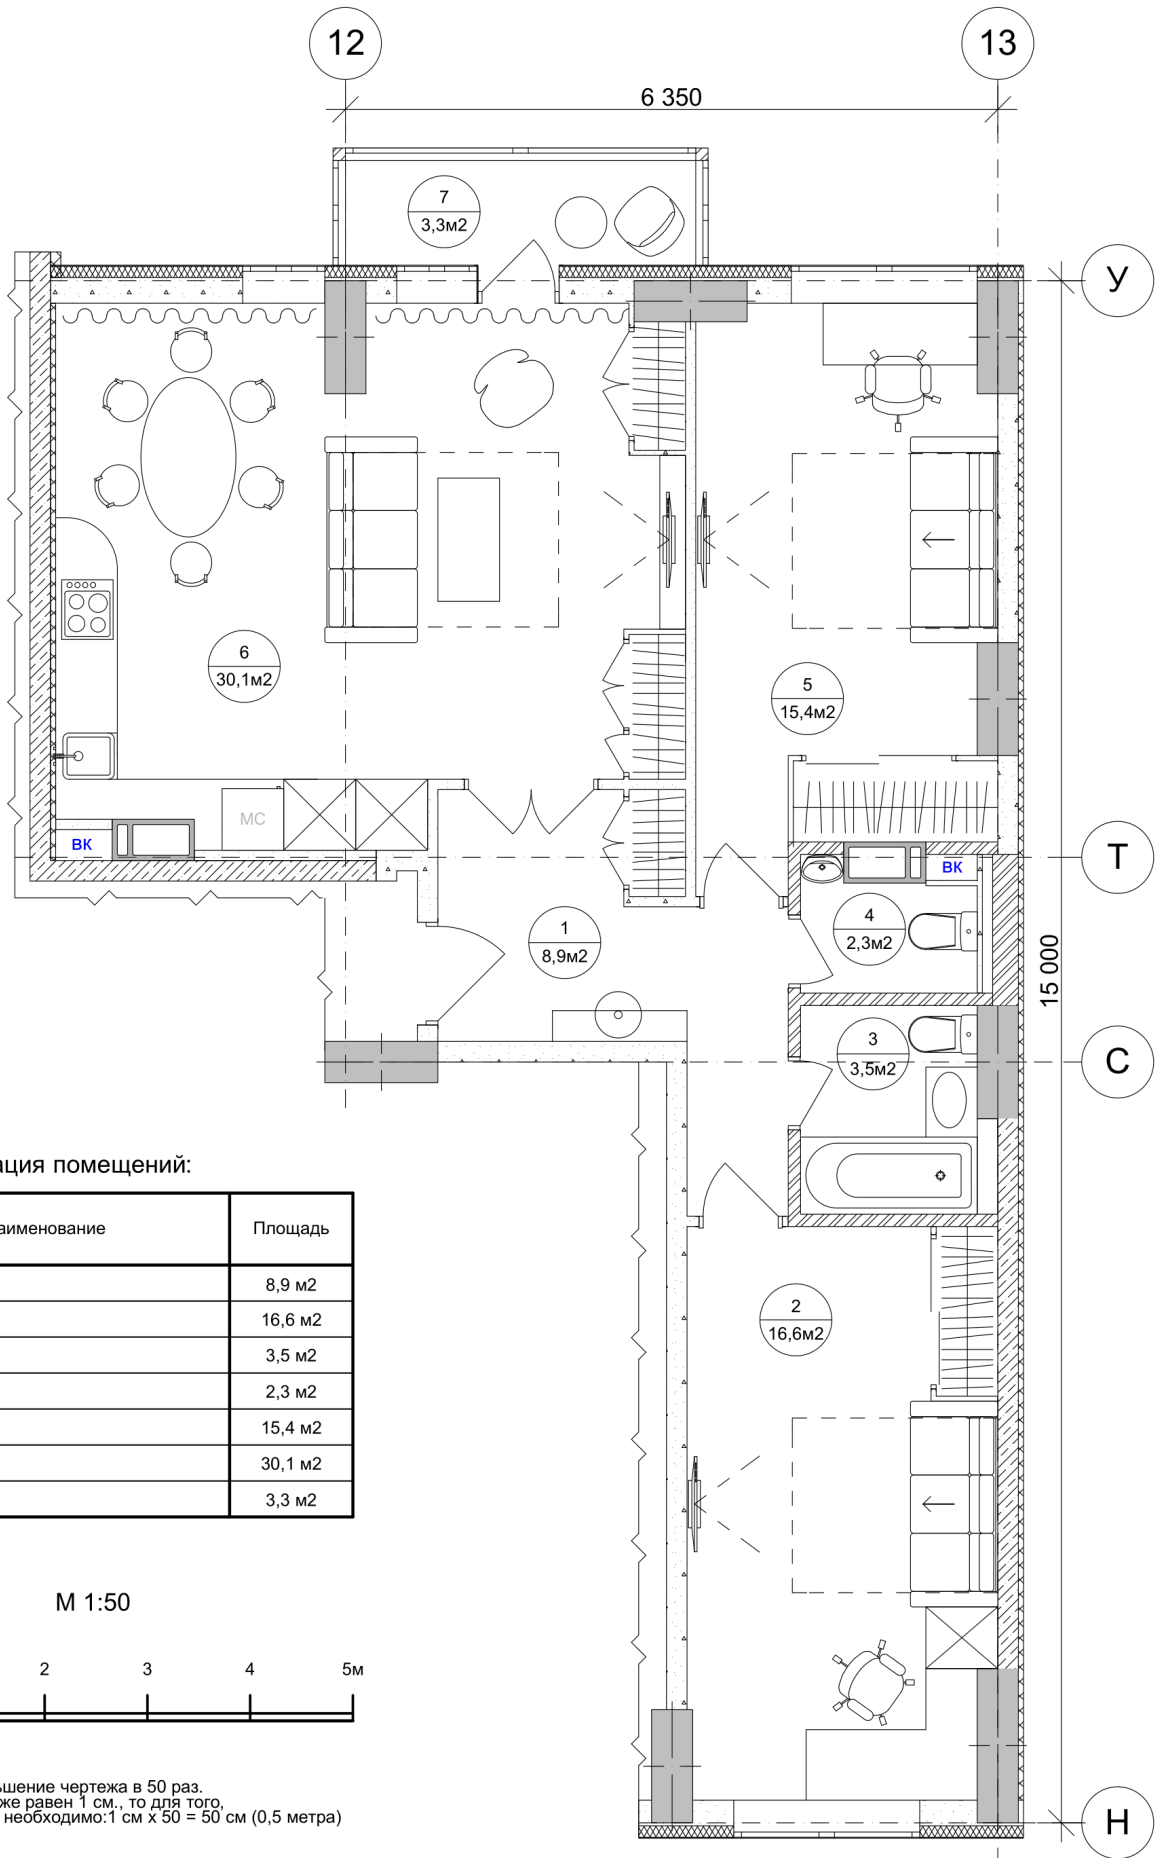 12
13
6 350
7
3,3м2
У
6
30,1м2
5
15,4м2
МС
ВК
ВК
Т
4
2,3м2
1
8,9м2
15 000
3
3,5м2
С
ация помещений:
аименование Площадь
8,9 м2
16,6 м2
3,5 м2
2,3 м2
15,4 м2
30,1 м2
3,3 м2
2
16,6м2
М 1:50
2 3 4 5м
ьшение чертежа в 50 раз.
же равен 1 см., то для того,
необходимо:1 см x 50 = 50 см (0,5 метра)
Н